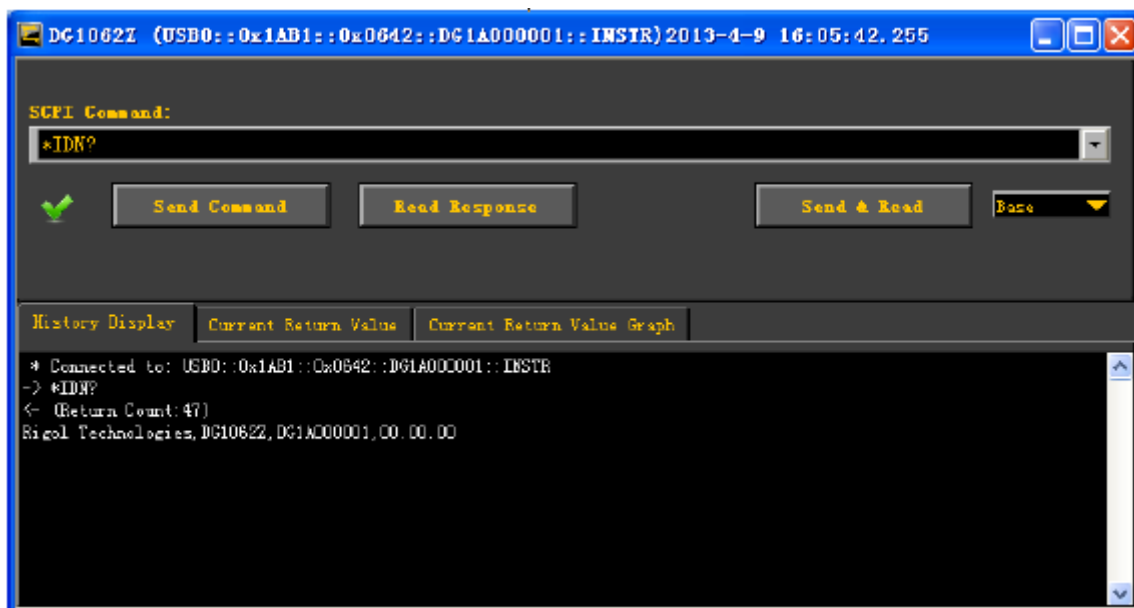 DG1062Z (USB0::0x1AB1::0x0642::DG1A000001::INSTR)2013-4-9 16:05:42.255
SCPI Command:
*IDN?
Send Command Read Response Send & Read Base
History Display Current Return Value Current Return Value Graph
* Connected to: USB0::0x1AB1::0x0642::DG1A000001::INSTR
-> *IDN?
<- (Return Count:47)
Rigol Technologies,DG1062Z,DG1A000001,00.00.00